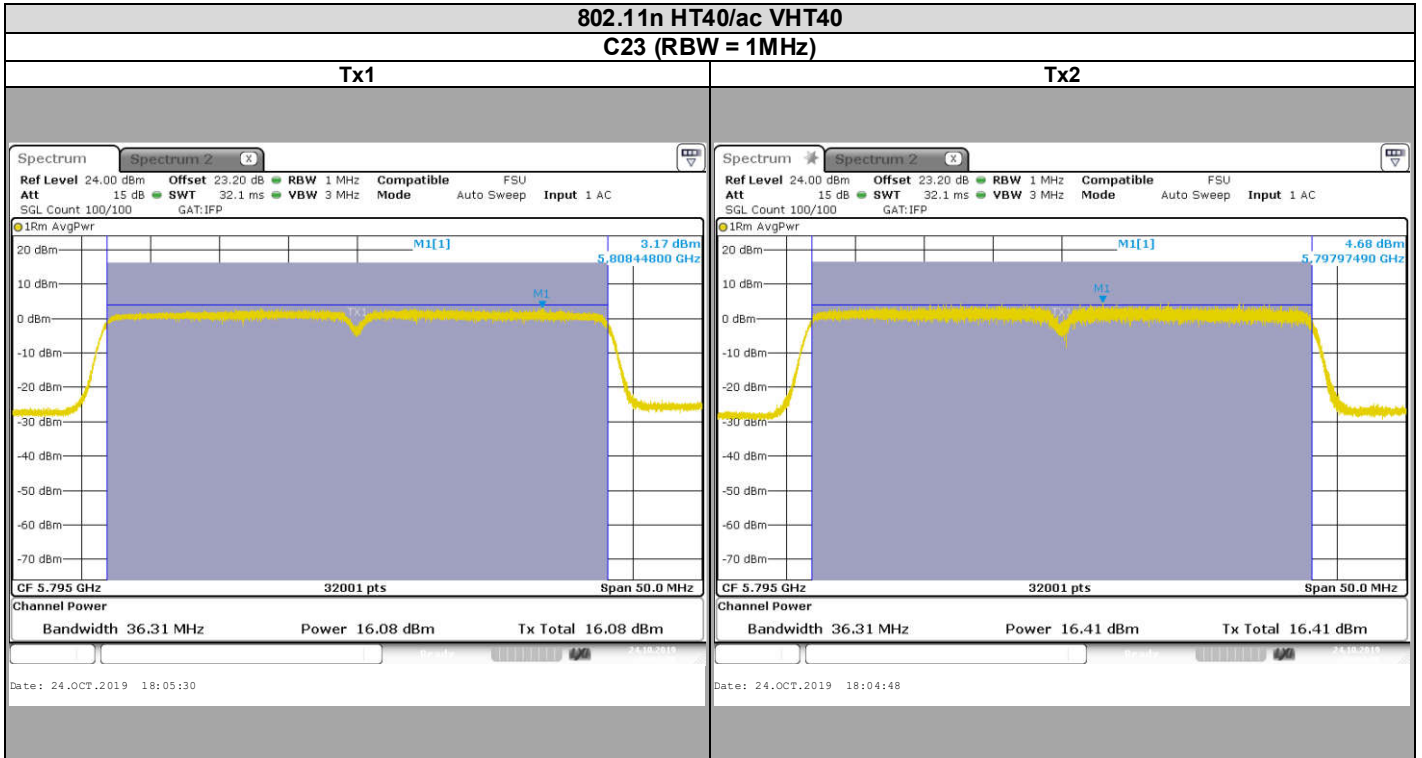 802.11n HT40/ac VHT40
C23 (RBW = 1MHz)
Tx1
Tx2
Spectrum
Spectrum 2
X
Ref Level 24.00 dBm Offset 23.20 dB RBW 1 MHz Compatible FSU
Att 15 dB SWT 32.1 ms VBW 3 MHz Mode Auto Sweep Input 1 AC
SGL Count 100/100 GAT:IFP
1Rm AvgPwr
M1[1] 3.17 dBm
5.80844800 GHz
20 dBm
10 dBm
M1
0 dBm
TX1
-10 dBm
-20 dBm
-30 dBm
-40 dBm
-50 dBm
-60 dBm
-70 dBm
CF 5.795 GHz 32001 pts Span 50.0 MHz
Channel Power
Bandwidth 36.31 MHz Power 16.08 dBm Tx Total 16.08 dBm
Ready 24.10.2019
Date: 24.OCT.2019 18:05:30
Spectrum
Spectrum 2
X
Ref Level 24.00 dBm Offset 23.20 dB RBW 1 MHz Compatible FSU
Att 15 dB SWT 32.1 ms VBW 3 MHz Mode Auto Sweep Input 1 AC
SGL Count 100/100 GAT:IFP
1Rm AvgPwr
M1[1] 4.68 dBm
5.79797490 GHz
20 dBm
10 dBm
M1
0 dBm
-10 dBm
-20 dBm
-30 dBm
-40 dBm
-50 dBm
-60 dBm
-70 dBm
CF 5.795 GHz 32001 pts Span 50.0 MHz
Channel Power
Bandwidth 36.31 MHz Power 16.41 dBm Tx Total 16.41 dBm
Ready 24.10.2019
Date: 24.OCT.2019 18:04:48